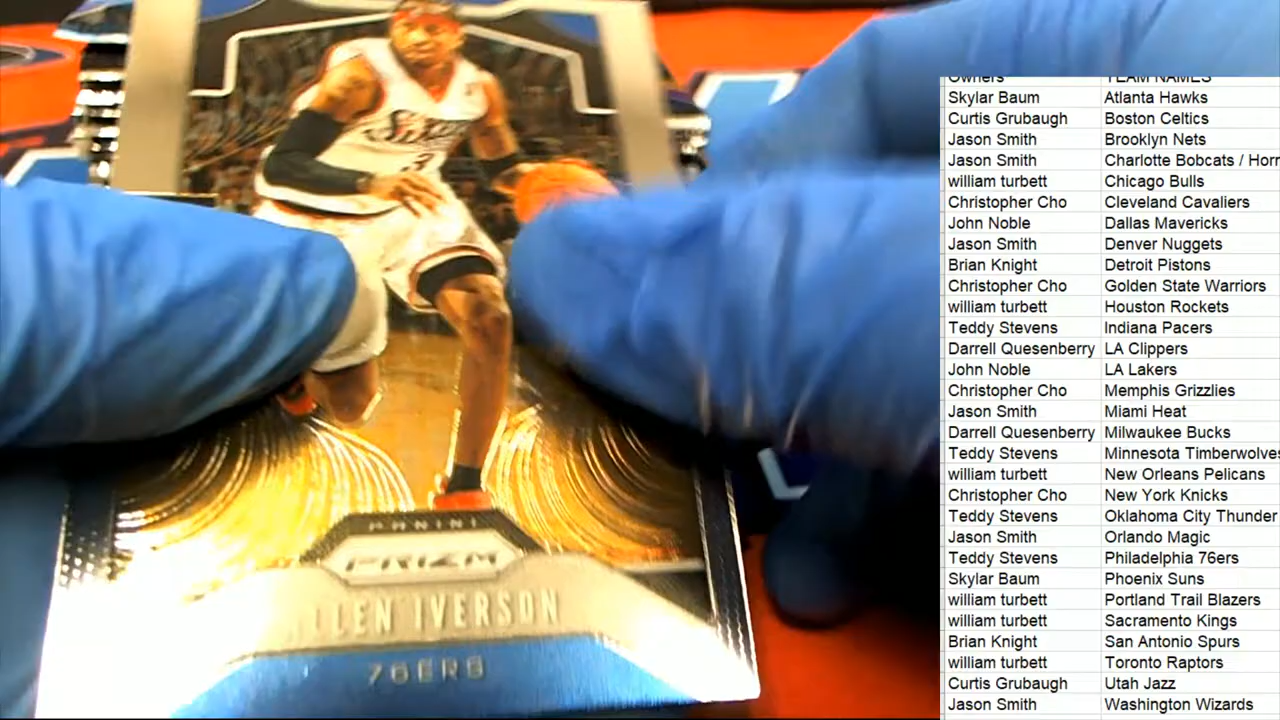 Sixers
3
PANINI
PRIZM
ALLEN IVERSON
76ERS
Owners TEAM NAMES
Skylar Baum Atlanta Hawks
Curtis Grubaugh Boston Celtics
Jason Smith Brooklyn Nets
Jason Smith Charlotte Bobcats / Horn
william turbett Chicago Bulls
Christopher Cho Cleveland Cavaliers
John Noble Dallas Mavericks
Jason Smith Denver Nuggets
Brian Knight Detroit Pistons
Christopher Cho Golden State Warriors
william turbett Houston Rockets
Teddy Stevens Indiana Pacers
Darrell Quesenberry LA Clippers
John Noble LA Lakers
Christopher Cho Memphis Grizzlies
Jason Smith Miami Heat
Darrell Quesenberry Milwaukee Bucks
Teddy Stevens Minnesota Timberwolves
william turbett New Orleans Pelicans
Christopher Cho New York Knicks
Teddy Stevens Oklahoma City Thunder
Jason Smith Orlando Magic
Teddy Stevens Philadelphia 76ers
Skylar Baum Phoenix Suns
william turbett Portland Trail Blazers
william turbett Sacramento Kings
Brian Knight San Antonio Spurs
william turbett Toronto Raptors
Curtis Grubaugh Utah Jazz
Jason Smith Washington Wizards